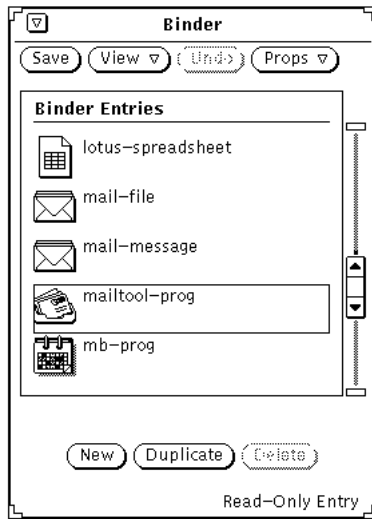 Binder
Save View Undo Props
Binder Entries
lotus-spreadsheet
mail-file
mail-message
mailtool-prog
mb-prog
New Duplicate Delete
Read-Only Entry